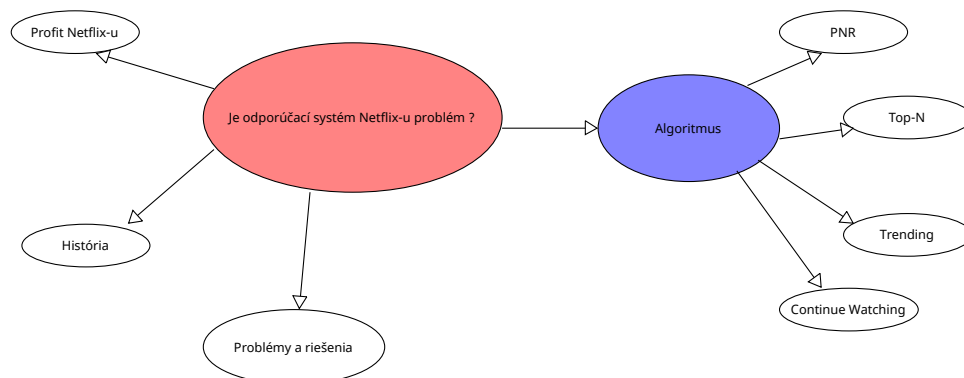 Profit Netflix-u
PNR
Je odporúčací systém Netflix-u problém ?
Algoritmus
Top-N
História
Trending
Continue Watching
Problémy a riešenia